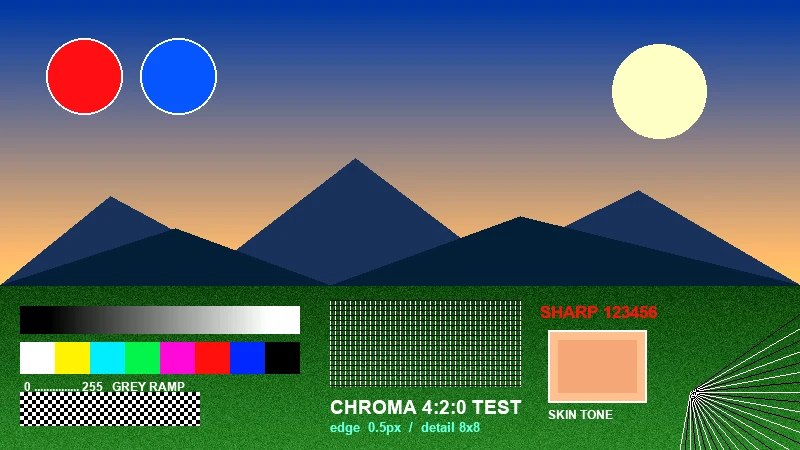 SHARP 123456
0 .............. 255 GREY RAMP
CHROMA 4:2:0 TEST
SKIN TONE
edge 0.5px / detail 8x8